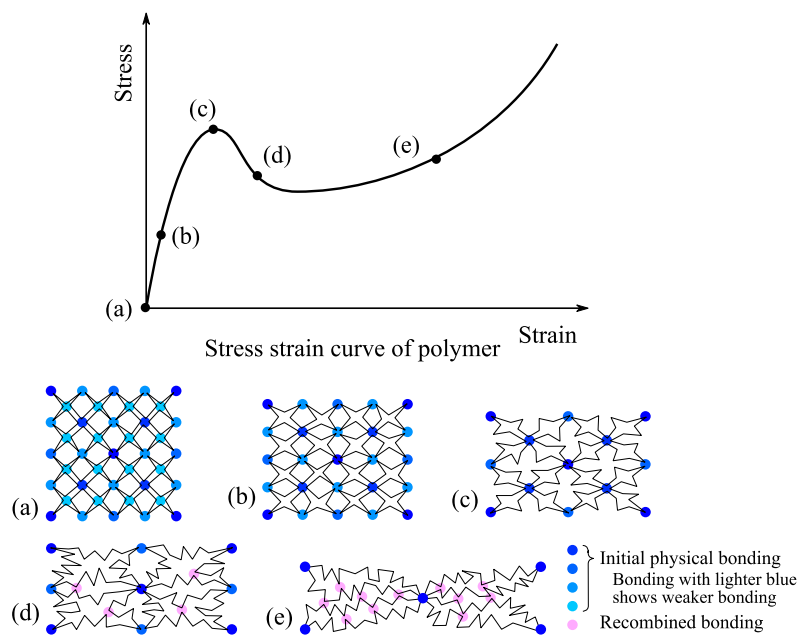 Stress
(c)
(d)
(e)
(b)
(a)
Strain
Stress strain curve of polymer
(a)
(b)
(c)
(d)
(e)
Initial physical bonding
Bonding with lighter blue
shows weaker bonding
Recombined bonding